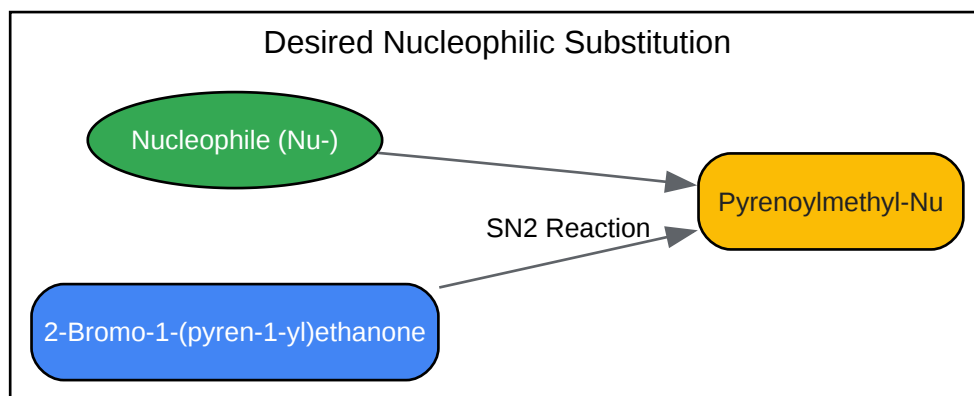 Desired Nucleophilic Substitution
Nucleophile (Nu-)
Pyrenoylmethyl-Nu
SN2 Reaction
2-Bromo-1-(pyren-1-yl)ethanone